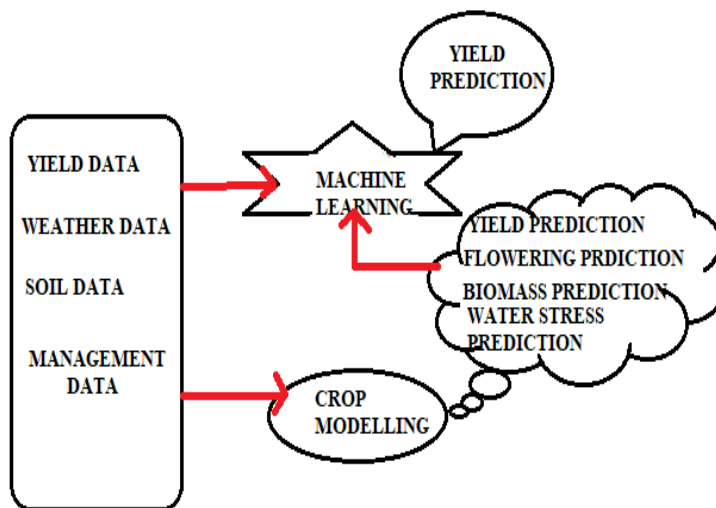 YIELD
PREDICTION
YIELD DATA
WEATHER DATA
SOIL DATA
MANAGEMENT
DATA
MACHINE
LEARNING
YIELD PREDICTION
FLOWERING PRDICTION
BIOMASS PREDICTION
WATER STRESS
PREDICTION
CROP
MODELLING